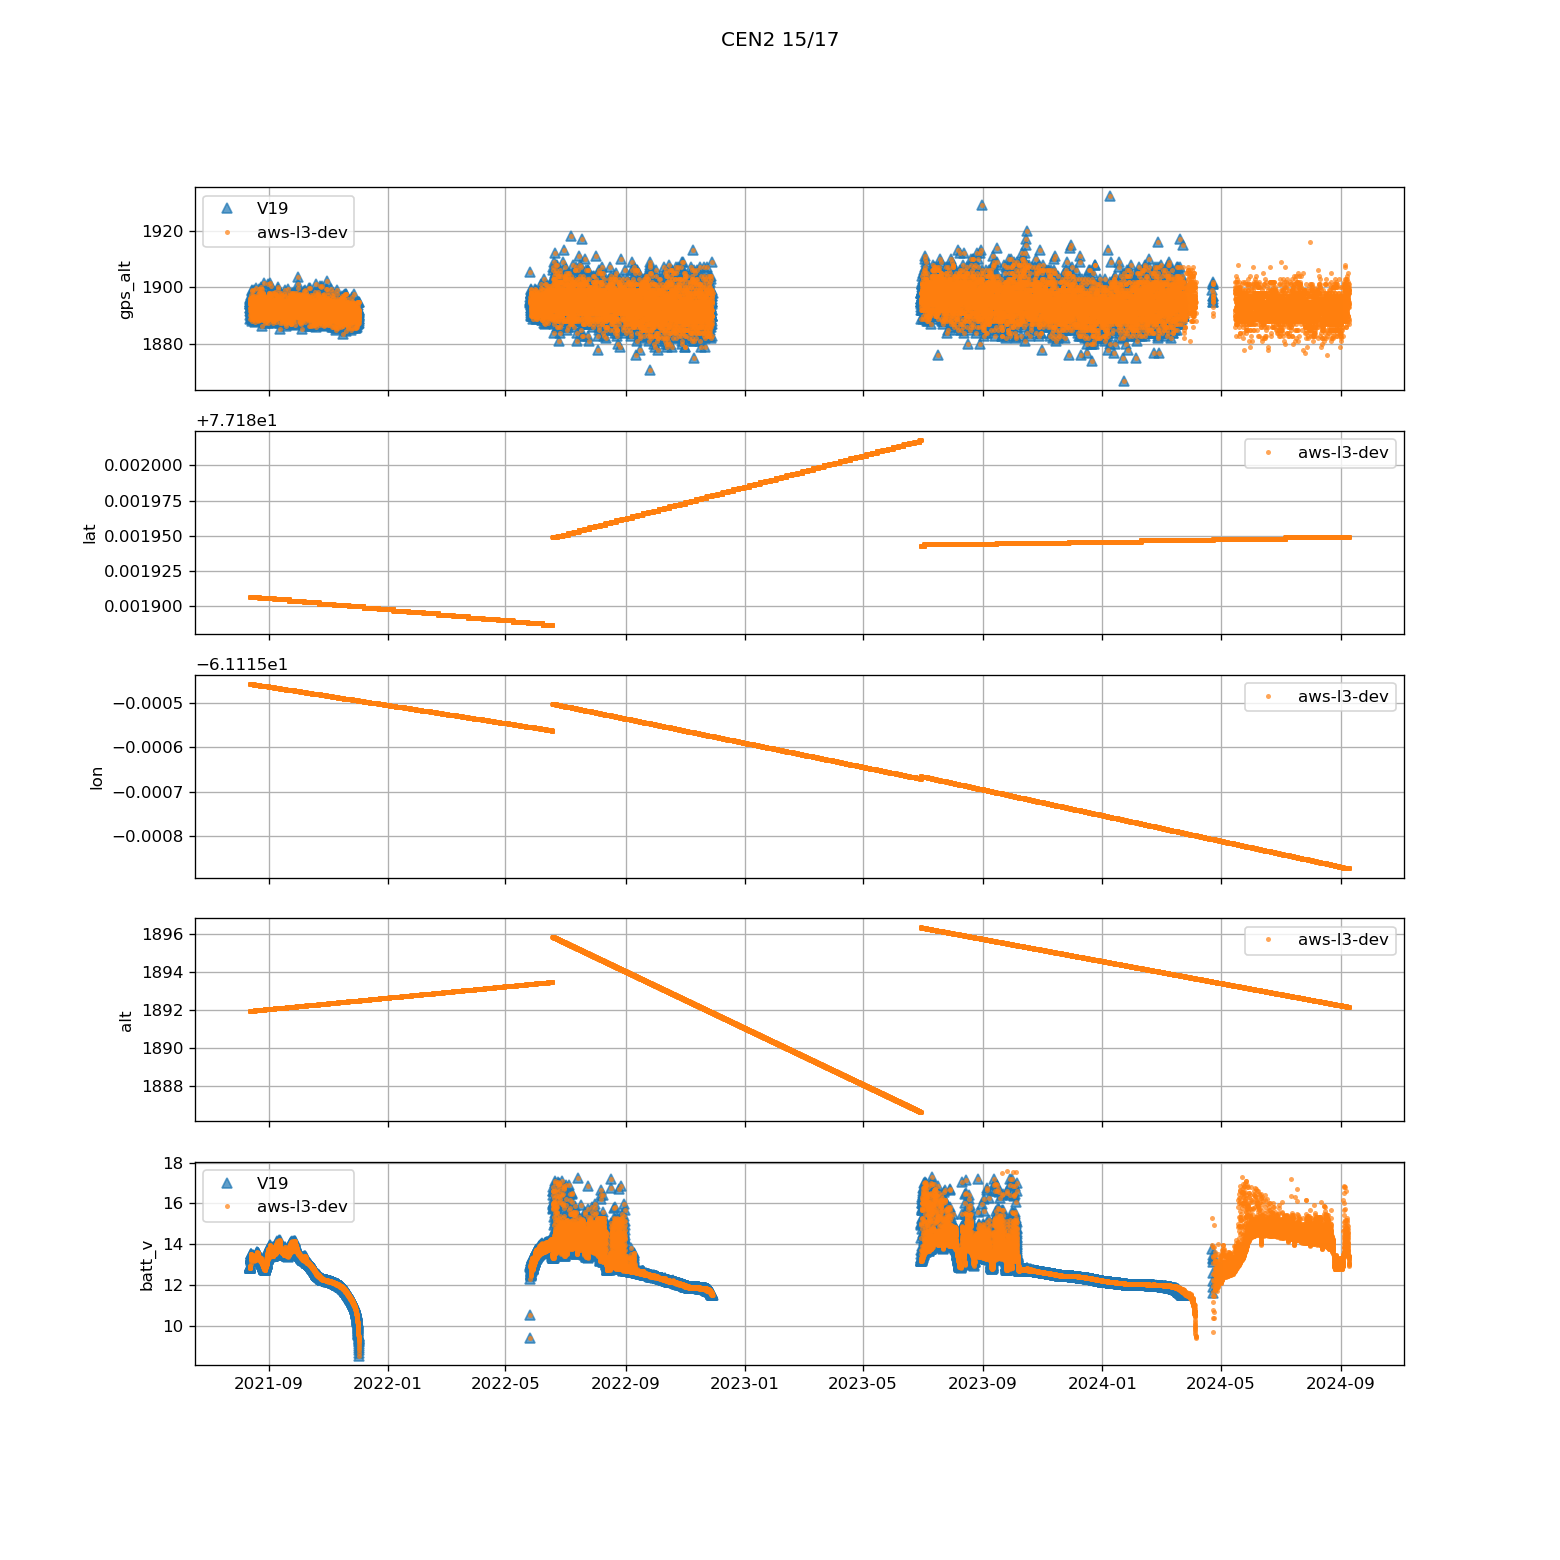 CEN2 15/17
V19
aws-l3-dev
1920
1900
1880
gps_alt
+7.718e1
aws-l3-dev
0.002000
0.001975
0.001950
0.001925
0.001900
lat
−6.1115e1
aws-l3-dev
−0.0005
−0.0006
−0.0007
−0.0008
lon
aws-l3-dev
1896
1894
1892
1890
1888
alt
V19
aws-l3-dev
18
16
14
12
10
batt_v
2021-09 2022-01 2022-05 2022-09 2023-01 2023-05 2023-09 2024-01 2024-05 2024-09